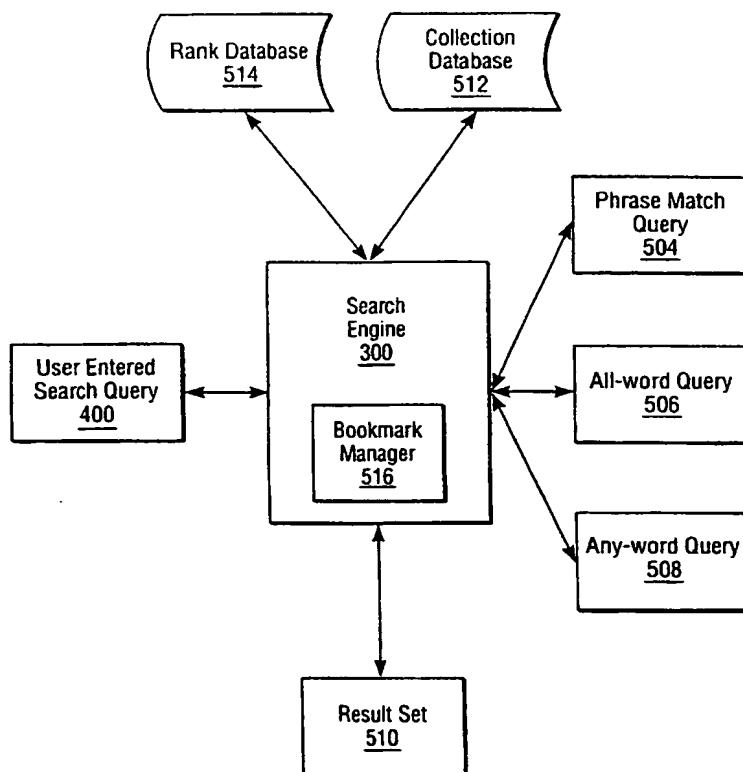 Rank Database
514
Collection
Database
512
Phrase Match
Query
504
Search
Engine
300
User Entered
Search Query
400
All-word Query
506
Bookmark
Manager
516
Any-word Query
508
Result Set
510